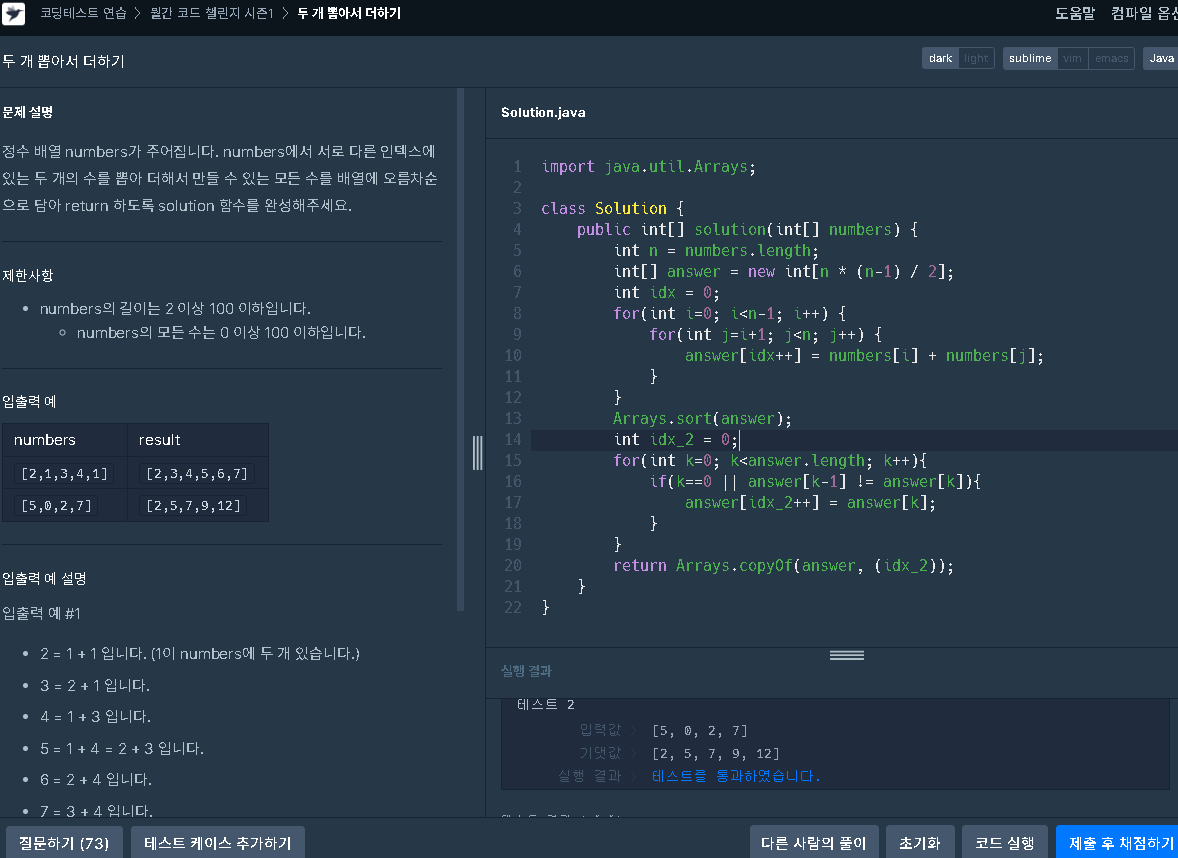 코딩테스트 연습 > 월간 코드 챌린지 시즌1 > 두 개 뽑아서 더하기
도움말 컴파일 옵션
두 개 뽑아서 더하기
dark light sublime vim emacs Java
문제 설명
정수 배열 numbers가 주어집니다. numbers에서 서로 다른 인덱스에
있는 두 개의 수를 뽑아 더해서 만들 수 있는 모든 수를 배열에 오름차순
으로 담아 return 하도록 solution 함수를 완성해주세요.
제한사항
• numbers의 길이는 2 이상 100 이하입니다.
◦ numbers의 모든 수는 0 이상 100 이하입니다.
입출력 예
numbers result
[2,1,3,4,1] [2,3,4,5,6,7]
[5,0,2,7] [2,5,7,9,12]
입출력 예 설명
입출력 예 #1
• 2 = 1 + 1 입니다. (1이 numbers에 두 개 있습니다.)
• 3 = 2 + 1 입니다.
• 4 = 1 + 3 입니다.
• 5 = 1 + 4 = 2 + 3 입니다.
• 6 = 2 + 4 입니다.
• 7 = 3 + 4 입니다.
Solution.java
1 import java.util.Arrays;
2
3 class Solution {
4 public int[] solution(int[] numbers) {
5 int n = numbers.length;
6 int[] answer = new int[n * (n-1) / 2];
7 int idx = 0;
8 for(int i=0; i<n-1; i++) {
9 for(int j=i+1; j<n; j++) {
10 answer[idx++] = numbers[i] + numbers[j];
11 }
12 }
13 Arrays.sort(answer);
14 int idx_2 = 0;
15 for(int k=0; k<answer.length; k++){
16 if(k==0 || answer[k-1] != answer[k]){
17 answer[idx_2++] = answer[k];
18 }
19 }
20 return Arrays.copyOf(answer, (idx_2));
21 }
22 }
실행 결과
테스트 2
입력값 > [5, 0, 2, 7]
기댓값 > [2, 5, 7, 9, 12]
실행 결과 > 테스트를 통과하였습니다.
질문하기 (73) 테스트 케이스 추가하기 다른 사람의 풀이 초기화 코드 실행 제출 후 채점하기